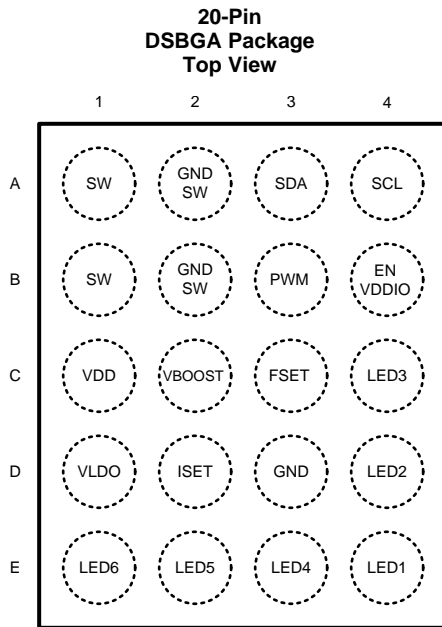 20-Pin
DSBGA Package
Top View
1 2 3 4
A SW GND SW SDA SCL
B SW GND SW PWM EN VDDIO
C VDD VBOOST FSET LED3
D VLDO ISET GND LED2
E LED6 LED5 LED4 LED1